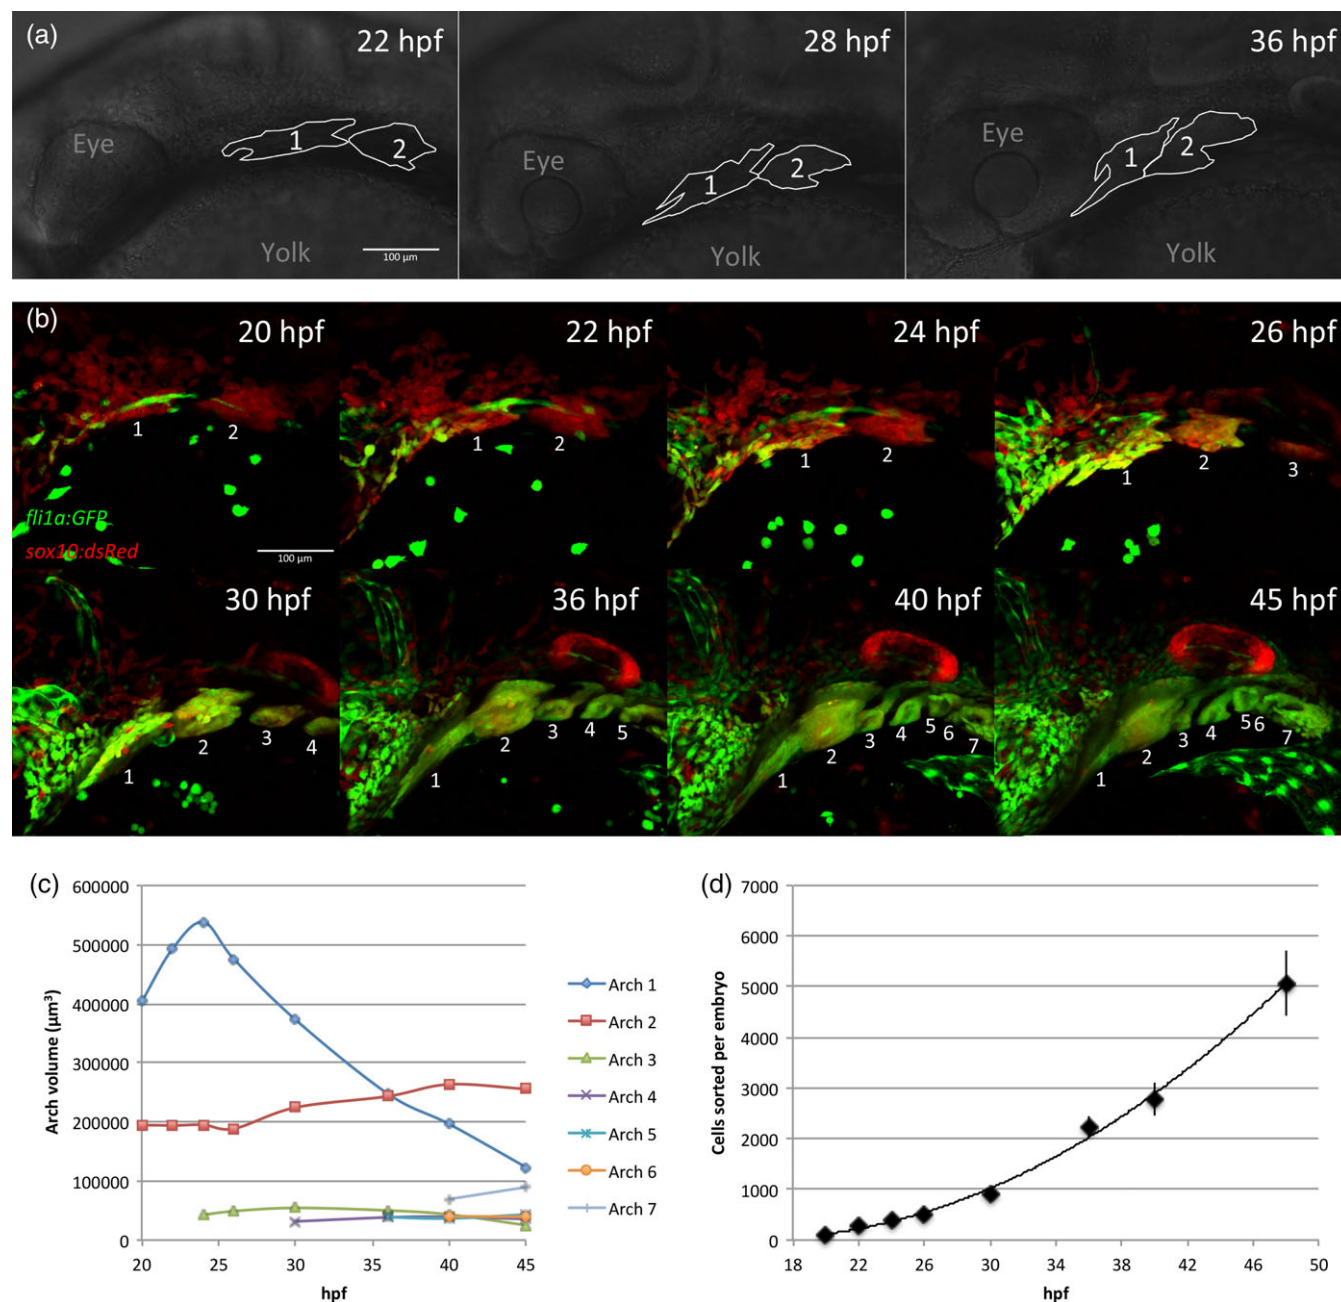 (a)
22 hpf
28 hpf
36 hpf
Eye
1
2
Yolk
100 µm
Eye
1
2
Yolk
Eye
1
2
Yolk
(b)
20 hpf
22 hpf
24 hpf
26 hpf
1
2
1
2
1
2
1
2
3
fli1a:GFP
sox10:dsRed
100 µm
30 hpf
36 hpf
40 hpf
45 hpf
1
2
3
4
1
2
3
4
5
1
2
3
4
5
6
7
1
2
3
4
5
6
7
(c)
600000
500000
400000
300000
200000
100000
0
Arch volume (µm³)
20 25 30 35 40 45
hpf
Arch 1
Arch 2
Arch 3
Arch 4
Arch 5
Arch 6
Arch 7
(d)
7000
6000
5000
4000
3000
2000
1000
0
Cells sorted per embryo
18 22 26 30 34 38 42 46 50
hpf